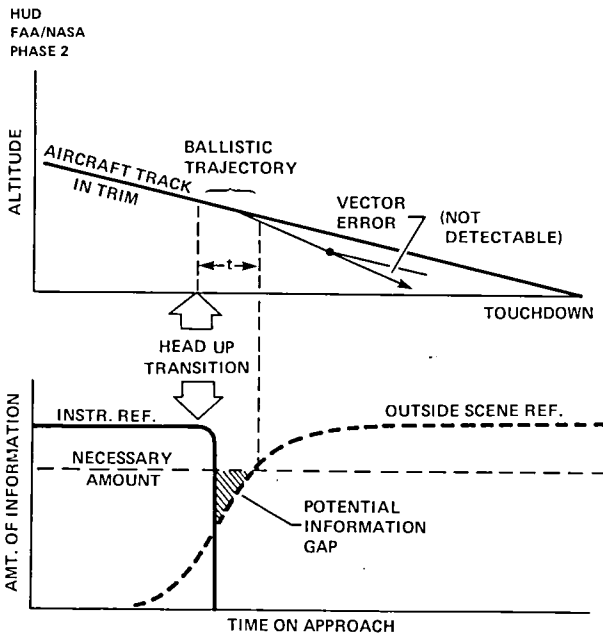 HUD
FAA/NASA
PHASE 2
ALTITUDE
AIRCRAFT TRACK
IN TRIM
BALLISTIC
TRAJECTORY
VECTOR
ERROR
(NOT
DETECTABLE)
t
TOUCHDOWN
HEAD UP
TRANSITION
AMT. OF INFORMATION
INSTR. REF.
OUTSIDE SCENE REF.
NECESSARY
AMOUNT
POTENTIAL
INFORMATION
GAP
TIME ON APPROACH